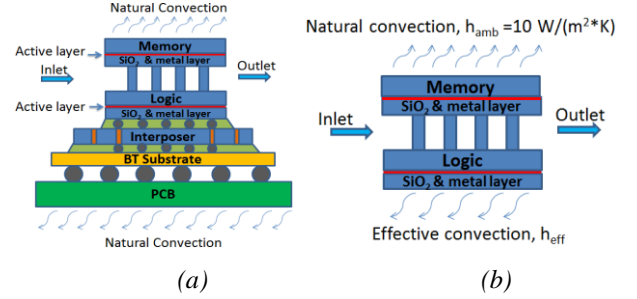 Natural Convection
Active layer
Memory
SiO₂ & metal layer
Inlet
Outlet
Active layer
Logic
SiO₂ & metal layer
Interposer
BT Substrate
PCB
Natural Convection
(a)
Natural convection, h_amb =10 W/(m²*K)
Memory
SiO₂ & metal layer
Inlet
Outlet
Logic
SiO₂ & metal layer
Effective convection, h_eff
(b)